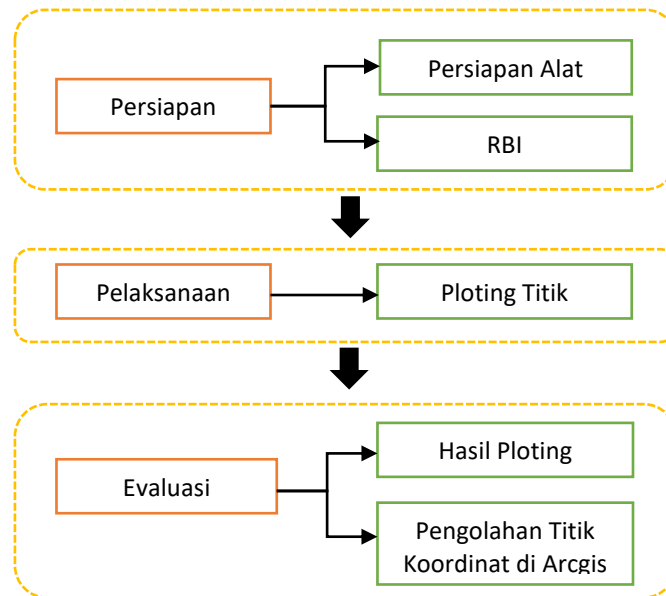 Persiapan
Persiapan Alat
RBI
Pelaksanaan
Ploting Titik
Evaluasi
Hasil Ploting
Pengolahan Titik
Koordinat di Arcgis